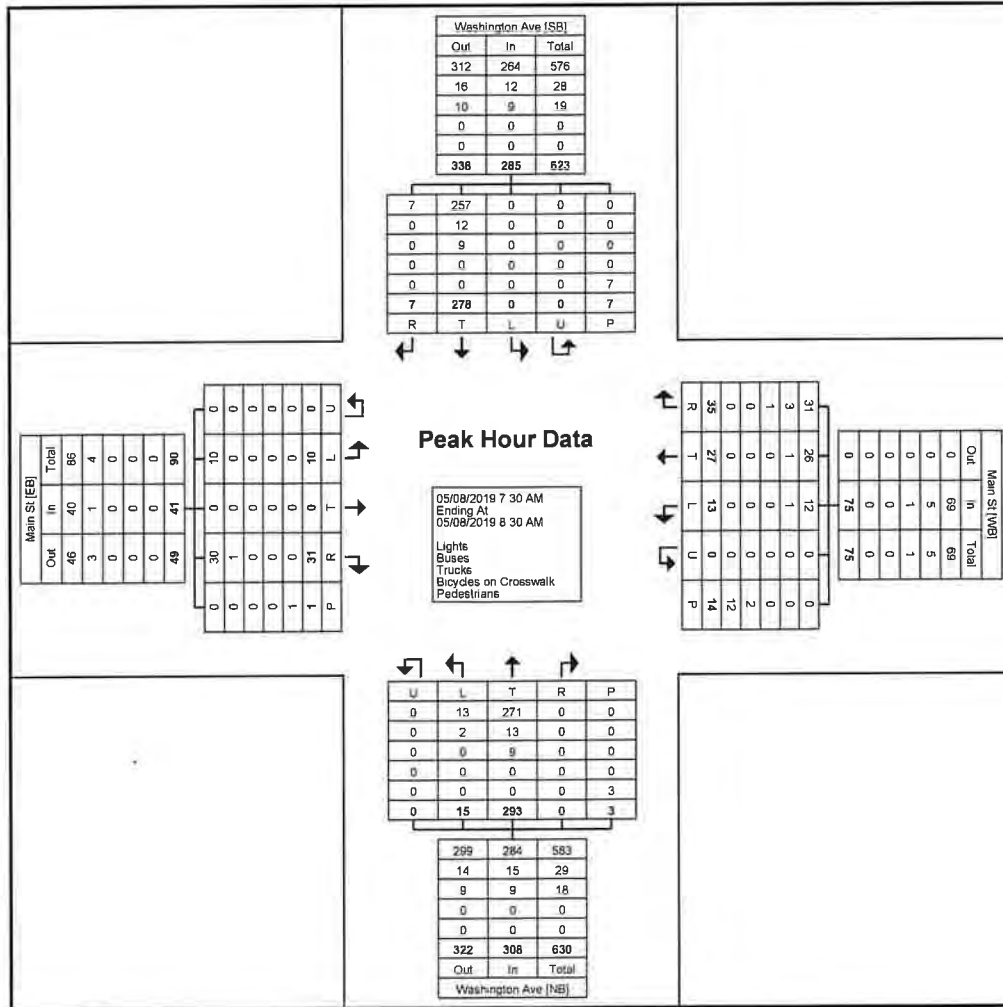 Washington Ave [SB]
Out In Total
312 264 576
16 12 28
10 9 19
0 0 0
0 0 0
338 285 623
7 257 0 0 0
0 12 0 0 0
0 9 0 0 0
0 0 0 0 0
0 0 0 0 7
7 278 0 0 7
R T L U P
Main St [EB]
Out In Total
46 40 86
3 1 4
0 0 0
0 0 0
0 0 0
49 41 90
0 30 0 10 0
0 1 0 0 0
0 0 0 0 0
0 0 0 0 0
1 0 0 0 0
1 31 0 10 0
P R T L U
Peak Hour Data
05/08/2019 7 30 AM
Ending At
05/08/2019 8 30 AM
Lights
Buses
Trucks
Bicycles on Crosswalk
Pedestrians
Main St [WB]
Out In Total
0 69 69
0 5 5
0 1 1
0 0 0
0 0 0
0 75 75
31 26 12 0 0
3 1 1 0 0
1 0 0 0 0
0 0 0 0 2
0 0 0 0 12
35 27 13 0 14
R T L U P
U L T R P
0 13 271 0 0
0 2 13 0 0
0 0 9 0 0
0 0 0 0 0
0 0 0 0 3
0 15 293 0 3
299 284 583
14 15 29
9 9 18
0 0 0
0 0 0
322 308 630
Out In Total
Washington Ave [NB]